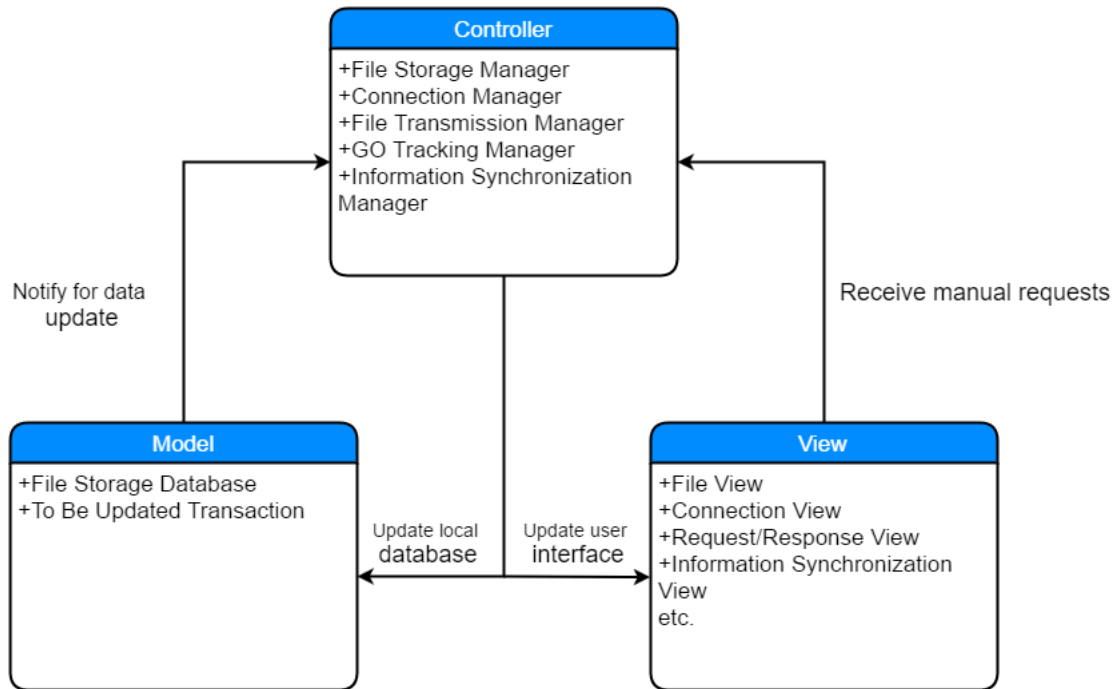 Controller
+File Storage Manager
+Connection Manager
+File Transmission Manager
+GO Tracking Manager
+Information Synchronization
Manager
Notify for data
update
Receive manual requests
Model
+File Storage Database
+To Be Updated Transaction
Update local
database
Update user
interface
View
+File View
+Connection View
+Request/Response View
+Information Synchronization
View
etc.